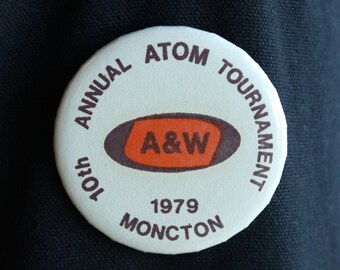 10th ANNUAL ATOM TOURNAMENT
A&W
1979
MONCTON